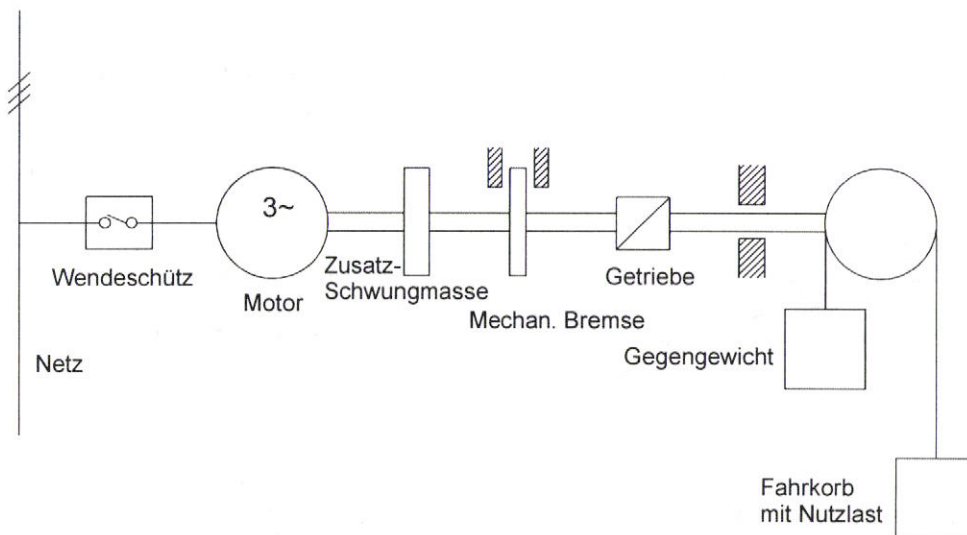 3~
Wendeschütz
Motor
Zusatz-
Schwungmasse
Mechan. Bremse
Getriebe
Gegengewicht
Netz
Fahrkorb
mit Nutzlast